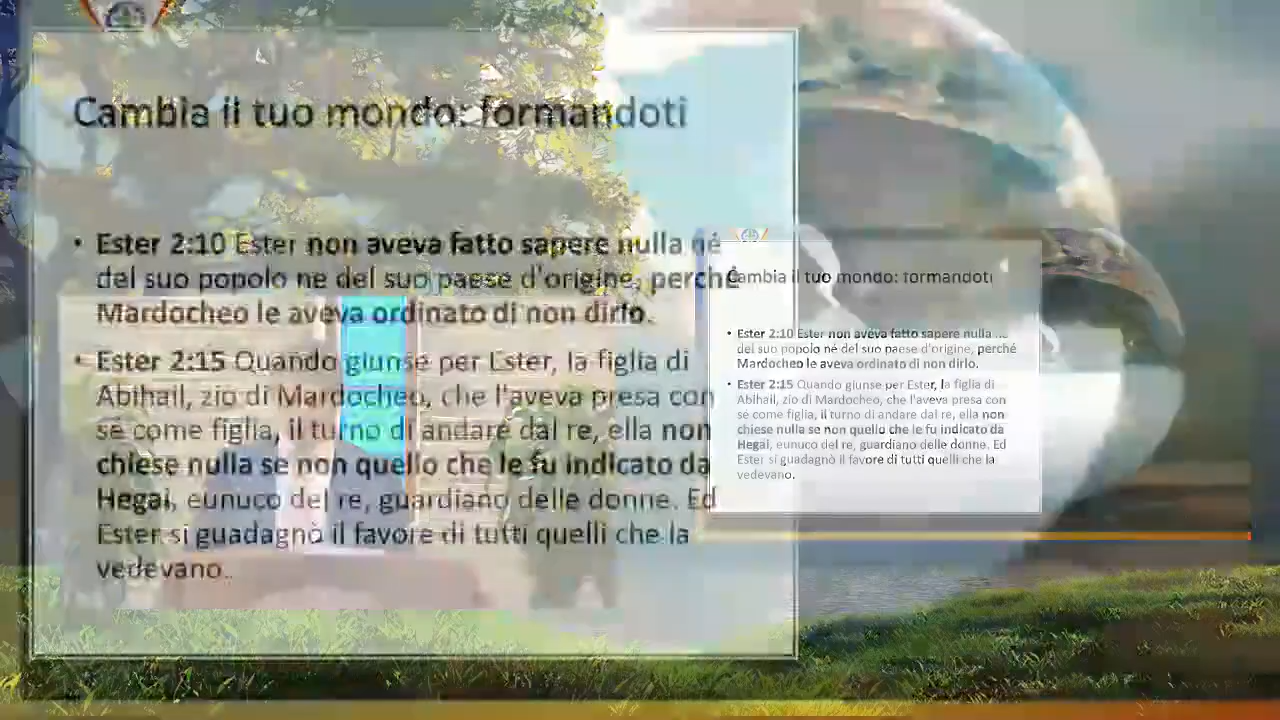 Cambia il tuo mondo: formandoti
• Ester 2:10 Ester non aveva fatto sapere nulla né
del suo popolo né del suo paese d'origine, perché
Mardocheo le aveva ordinato di non dirlo.
• Ester 2:15 Quando giunse per Ester, la figlia di
Abihail, zio di Mardocheo, che l'aveva presa con
sé come figlia, il turno di andare dal re, ella non
chiese nulla se non quello che le fu indicato da
Hegai, eunuco del re, guardiano delle donne. Ed
Ester si guadagnò il favore di tutti quelli che la
vedevano.
Cambia il tuo mondo: formandoti
• Ester 2:10 Ester non aveva fatto sapere nulla
del suo popolo né del suo paese d'origine, perché
Mardocheo le aveva ordinato di non dirlo.
• Ester 2:15 Quando giunse per Ester, la figlia di
Abihail, zio di Mardocheo, che l'aveva presa con
sé come figlia, il turno di andare dal re, ella non
chiese nulla se non quello che le fu indicato da
Hegai, eunuco del re, guardiano delle donne. Ed
Ester si guadagnò il favore di tutti quelli che la
vedevano.